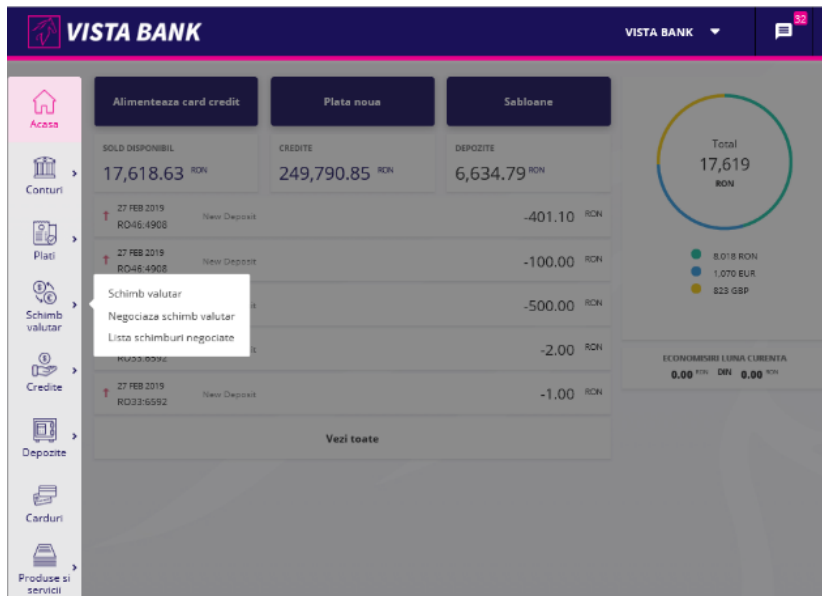 VISTA BANK
VISTA BANK
32
Acasa
Conturi
Plati
Schimb
valutar
Credite
Depozite
Carduri
Produse si
servicii
Alimenteaza card credit
Plata noua
Sabloane
SOLD DISPONIBIL
17,618.63 RON
CREDITE
249,790.85 RON
DEPOZITE
6,634.79 RON
27 FEB 2019
RO46:4908
New Deposit
-401.10 RON
27 FEB 2019
RO46:4908
New Deposit
-100.00 RON
Schimb valutar
Negociaza schimb valutar
Lista schimburi negociate
-500.00 RON
RO33:6592
-2.00 RON
27 FEB 2019
RO33:6592
New Deposit
-1.00 RON
Vezi toate
Total
17,619
RON
8,018 RON
1,070 EUR
823 GBP
ECONOMISIRI LUNA CURENTA
0.00 RON DIN 0.00 RON